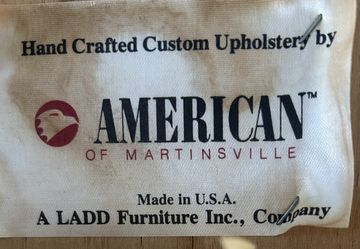 Hand Crafted Custom Upholstery by
AMERICAN™
OF MARTINSVILLE
Made in U.S.A.
A LADD Furniture Inc., Company